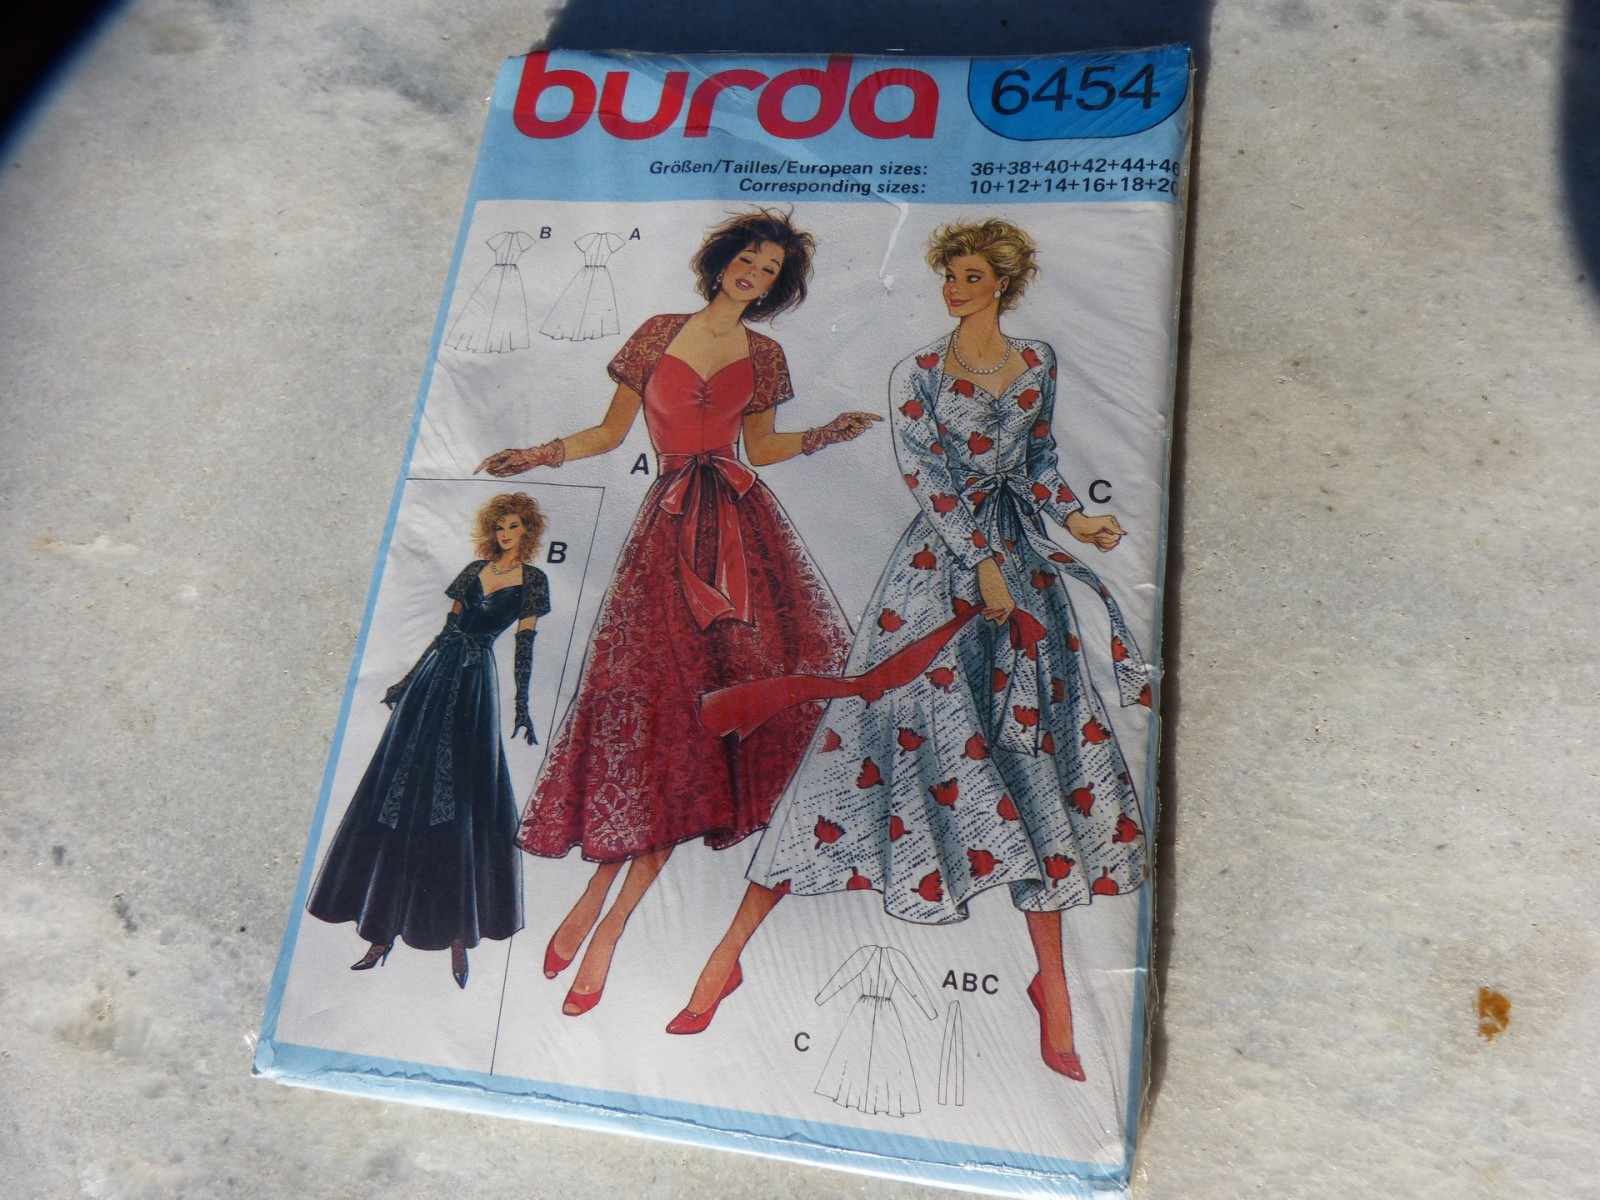 burda
6454
Größen/Tailles/European sizes: 36+38+40+42+44+46
Corresponding sizes: 10+12+14+16+18+20
B
A
A
C
B
ABC
C